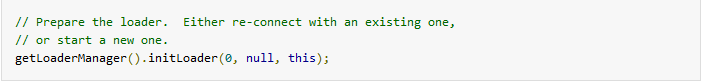 // Prepare the loader.  Either re-connect with an existing one,
// or start a new one.
getLoaderManager().initLoader(0, null, this);